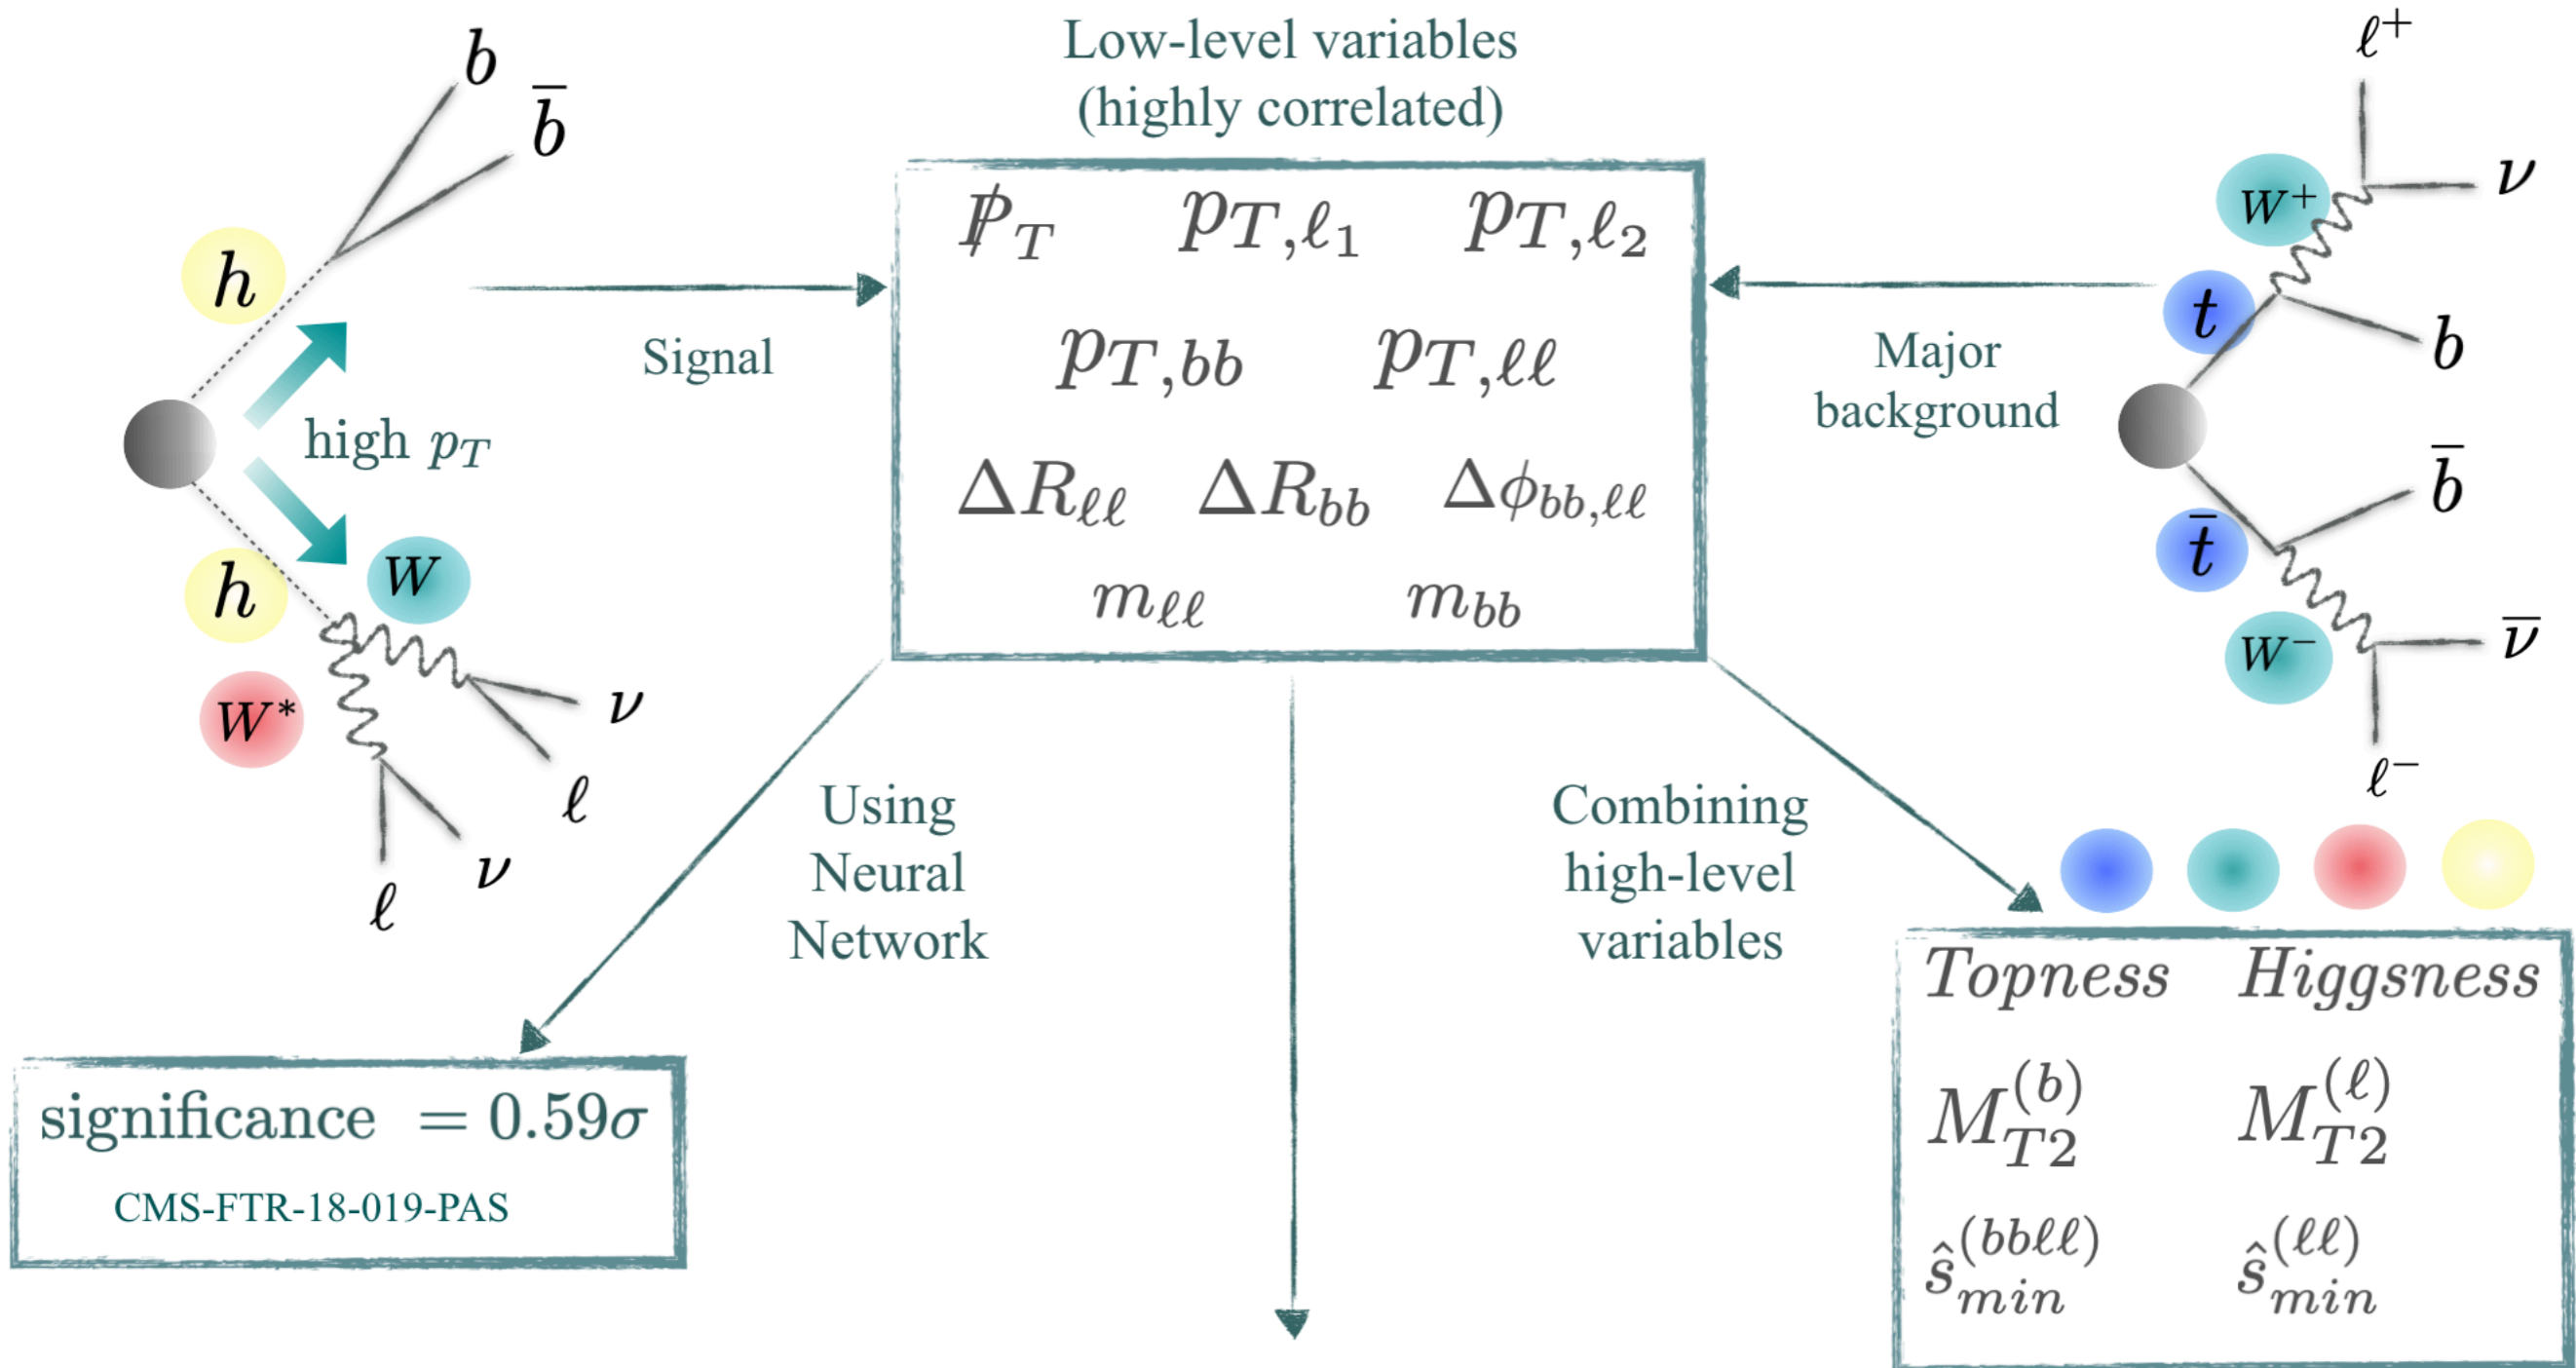 b
b̄
h
high p_T
h
W
W*
ν
ℓ
ν
ℓ
Signal
Low-level variables
(highly correlated)
P̸_T p_{T,ℓ_1} p_{T,ℓ_2}
p_{T,bb} p_{T,ℓℓ}
ΔR_{ℓℓ} ΔR_{bb} Δϕ_{bb,ℓℓ}
m_{ℓℓ} m_{bb}
Major
background
ℓ^+
ν
W^+
t
b
b̄
t̄
W^-
ν̄
ℓ^-
Using
Neural
Network
significance = 0.59σ
CMS-FTR-18-019-PAS
Combining
high-level
variables
Topness Higgsness
M_{T2}^{(b)} M_{T2}^{(ℓ)}
ŝ_{min}^{(bbℓℓ)} ŝ_{min}^{(ℓℓ)}